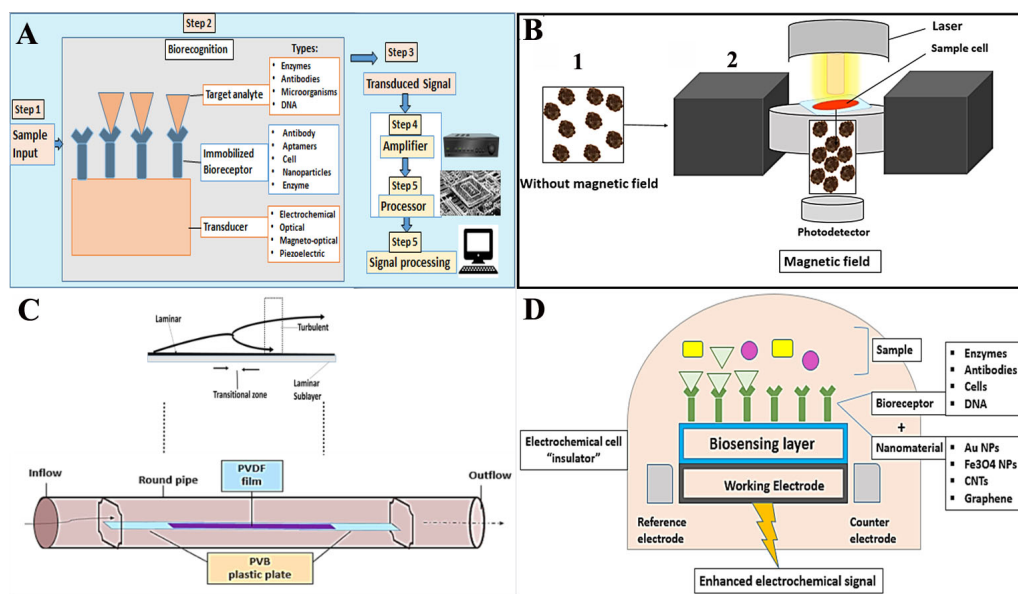 A
Step 2
Biorecognition
Types:
Step 1
Sample
Input
Target analyte
Enzymes
Antibodies
Microorganisms
DNA
Immobilized
Bioreceptor
Antibody
Aptamers
Cell
Nanoparticles
Enzyme
Transducer
Electrochemical
Optical
Magneto-optical
Piezoelectric
Step 3
Transduced Signal
Step 4
Amplifier
Step 5
Processor
Step 5
Signal processing
B
1
Without magnetic field
2
Laser
Sample cell
Photodetector
Magnetic field
C
Laminar
Turbulent
Transitional zone
Laminar
Sublayer
Inflow
Round pipe
PVDF
film
Outflow
PVB
plastic plate
D
Sample
Bioreceptor
+
Nanomaterial
Enzymes
Antibodies
Cells
DNA
Au NPs
Fe3O4 NPs
CNTs
Graphene
Electrochemical cell
“insulator”
Biosensing layer
Working Electrode
Reference
electrode
Counter
electrode
Enhanced electrochemical signal